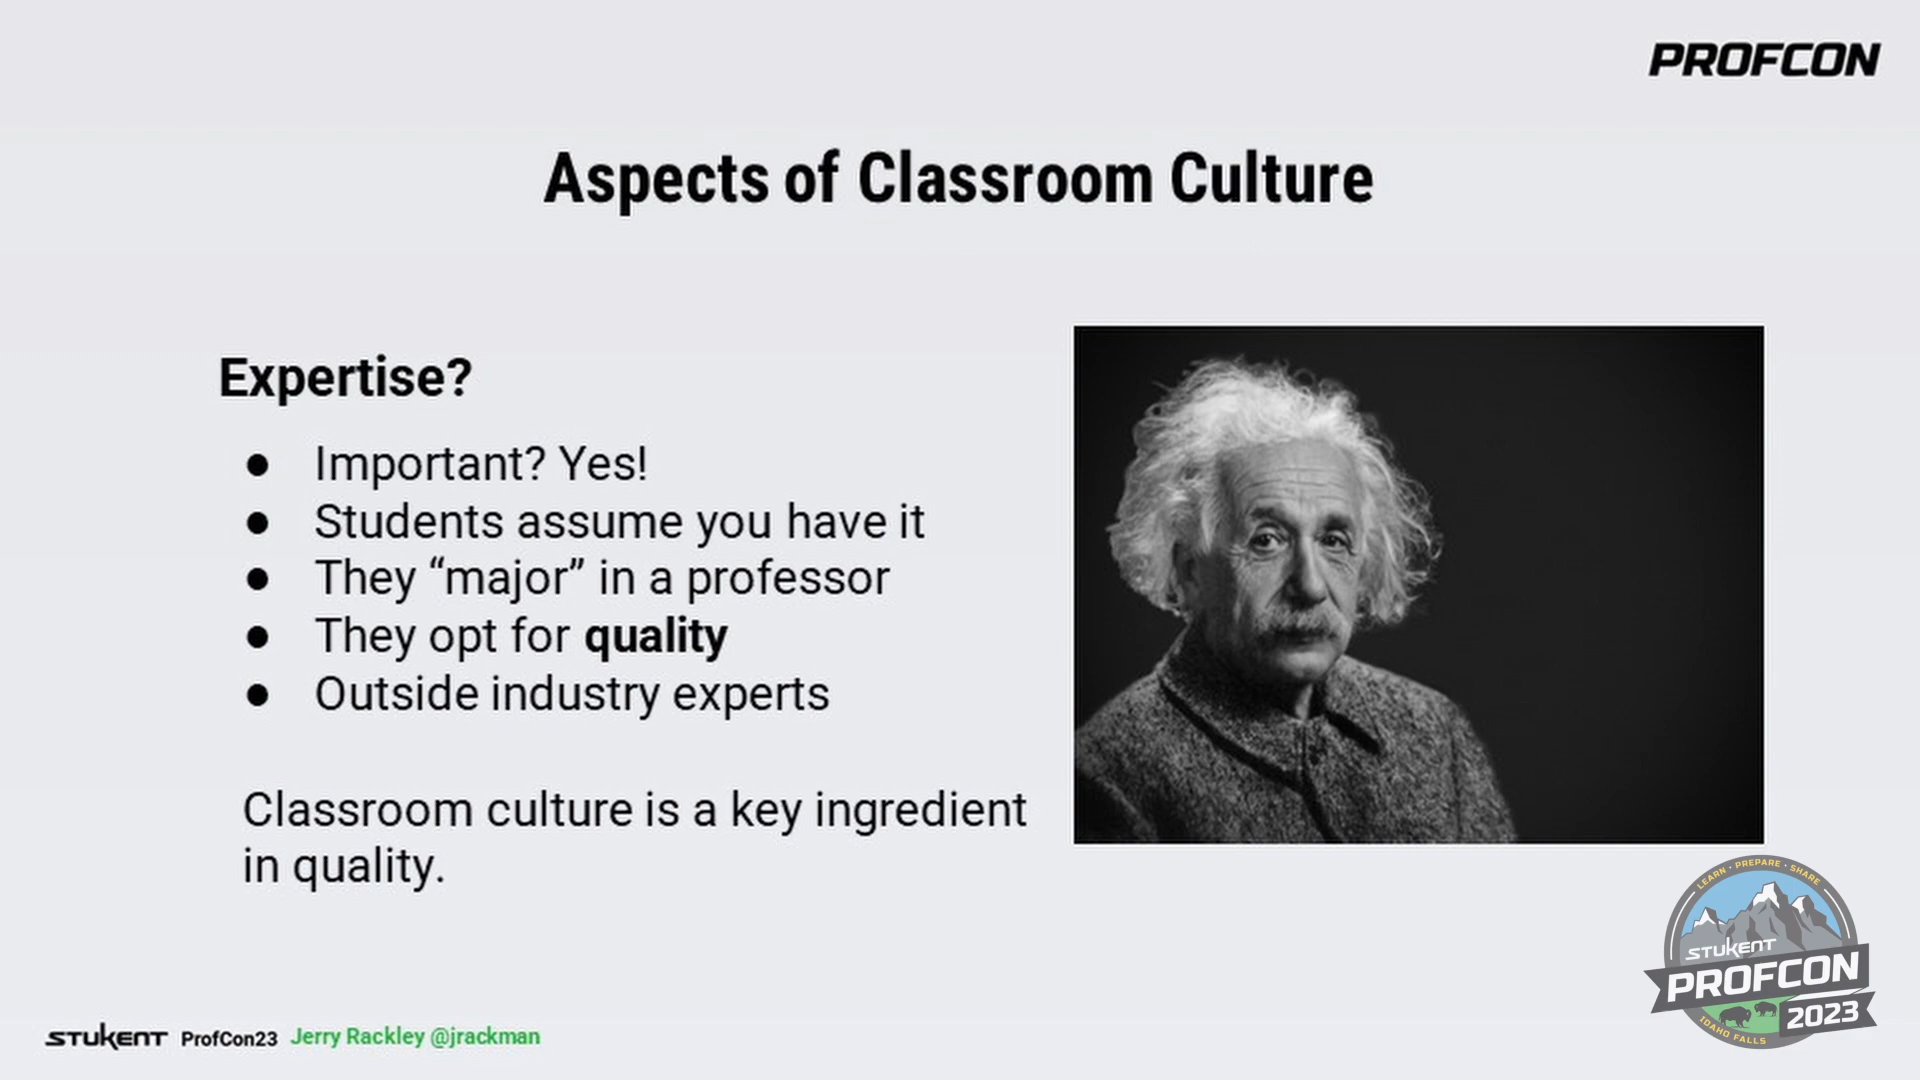 PROFCON
Aspects of Classroom Culture
Expertise?
● Important? Yes!
● Students assume you have it
● They “major” in a professor
● They opt for quality
● Outside industry experts
Classroom culture is a key ingredient
in quality.
LEARN • PREPARE • SHARE
STUKENT
PROFCON
2023
IDAHO FALLS
STUKENT ProfCon23 Jerry Rackley @jrackman